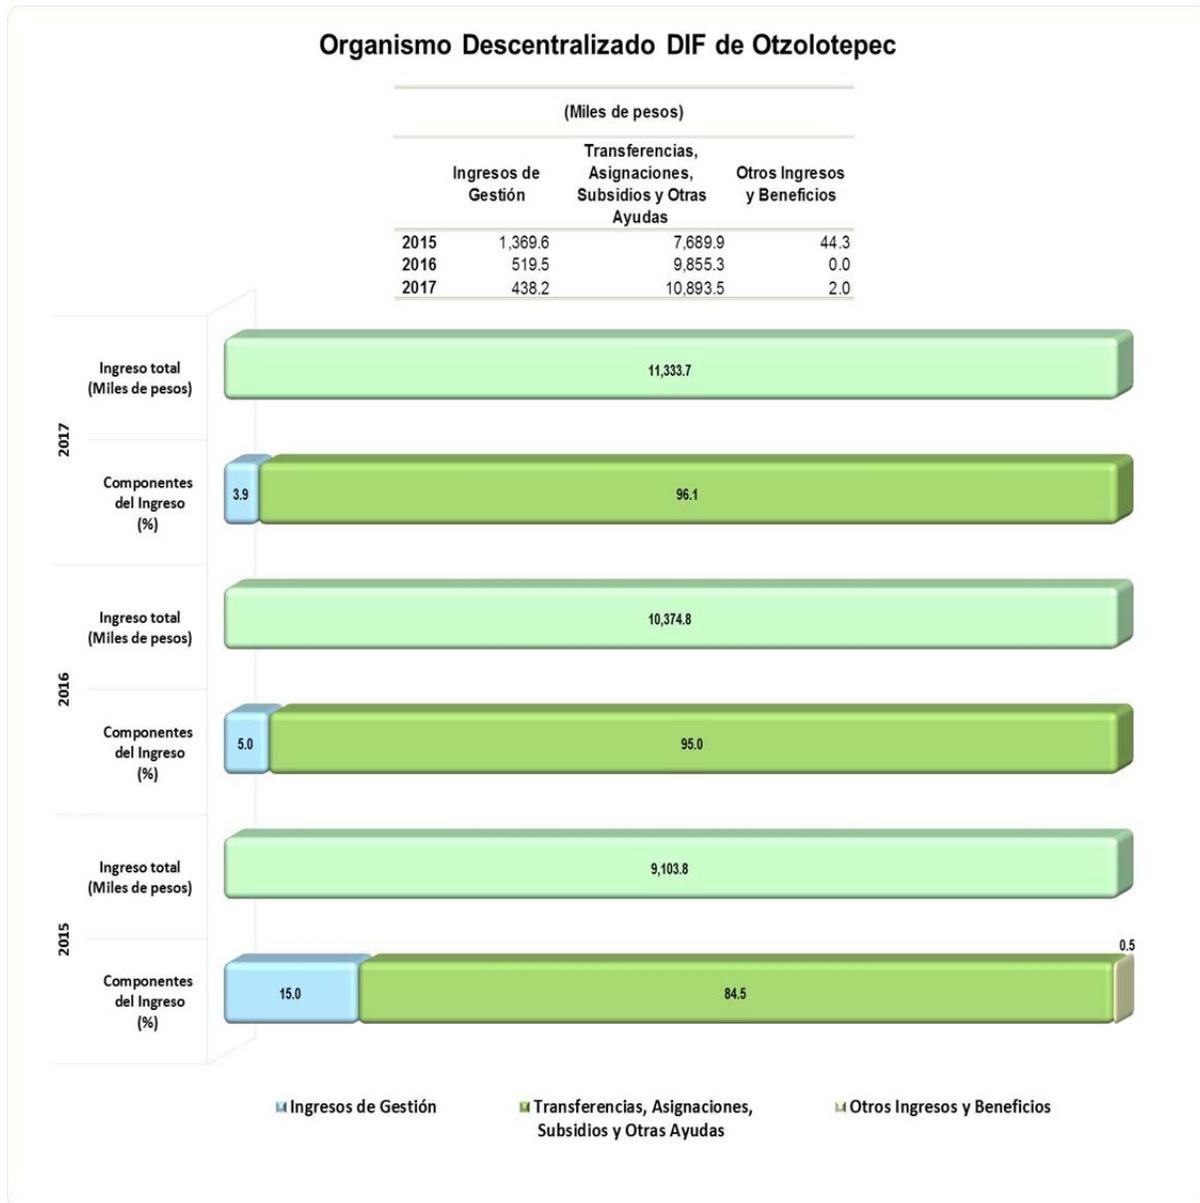 Organismo Descentralizado DIF de Otzolotepec
(Miles de pesos)
Ingresos de
Gestión
Transferencias,
Asignaciones,
Subsidios y Otras
Ayudas
Otros Ingresos
y Beneficios
2015 1,369.6 7,689.9 44.3
2016 519.5 9,855.3 0.0
2017 438.2 10,893.5 2.0
2017
Ingreso total
(Miles de pesos)
11,333.7
Componentes
del Ingreso
(%)
3.9 96.1
2016
Ingreso total
(Miles de pesos)
10,374.8
Componentes
del Ingreso
(%)
5.0 95.0
2015
Ingreso total
(Miles de pesos)
9,103.8
Componentes
del Ingreso
(%)
15.0 84.5 0.5
Ingresos de Gestión
Transferencias, Asignaciones,
Subsidios y Otras Ayudas
Otros Ingresos y Beneficios